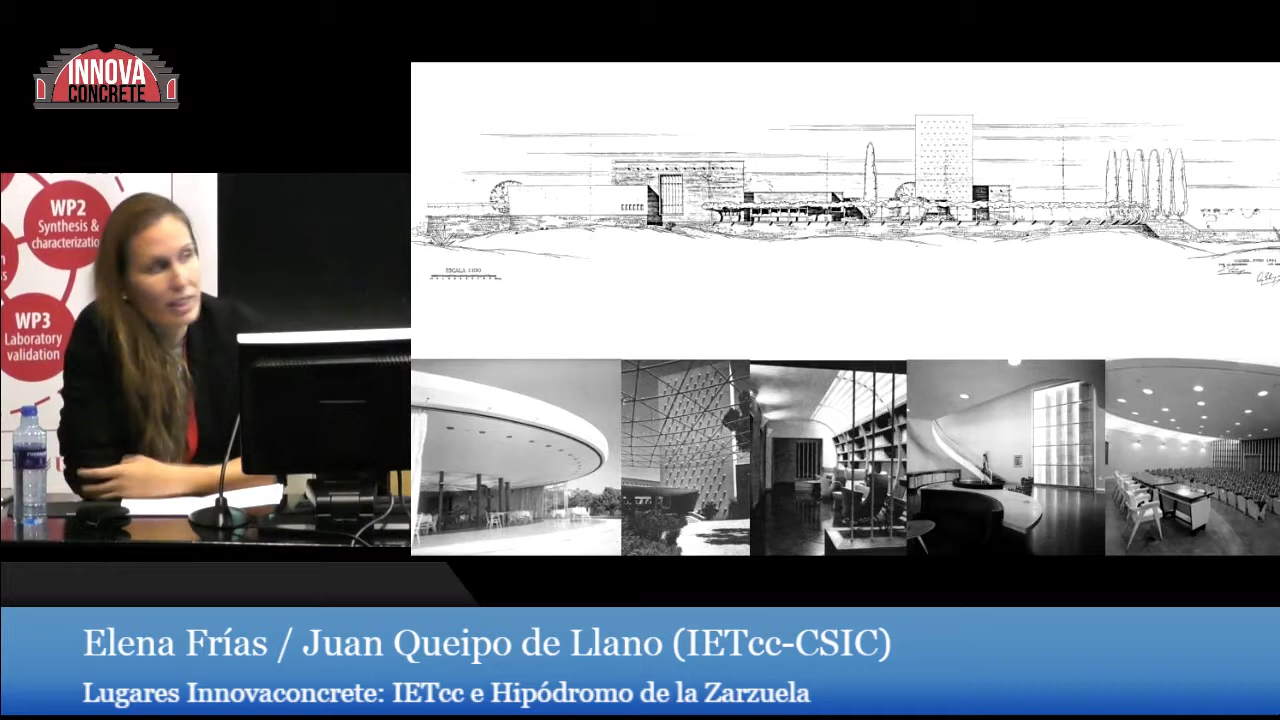 INNOVA
CONCRETE
WP2
Synthesis &
WP3
Laboratory
validation
ESCALA 1:100
Elena Frías / Juan Queipo de Llano (IETcc-CSIC)
Lugares Innovaconcrete: IETcc e Hipódromo de la Zarzuela